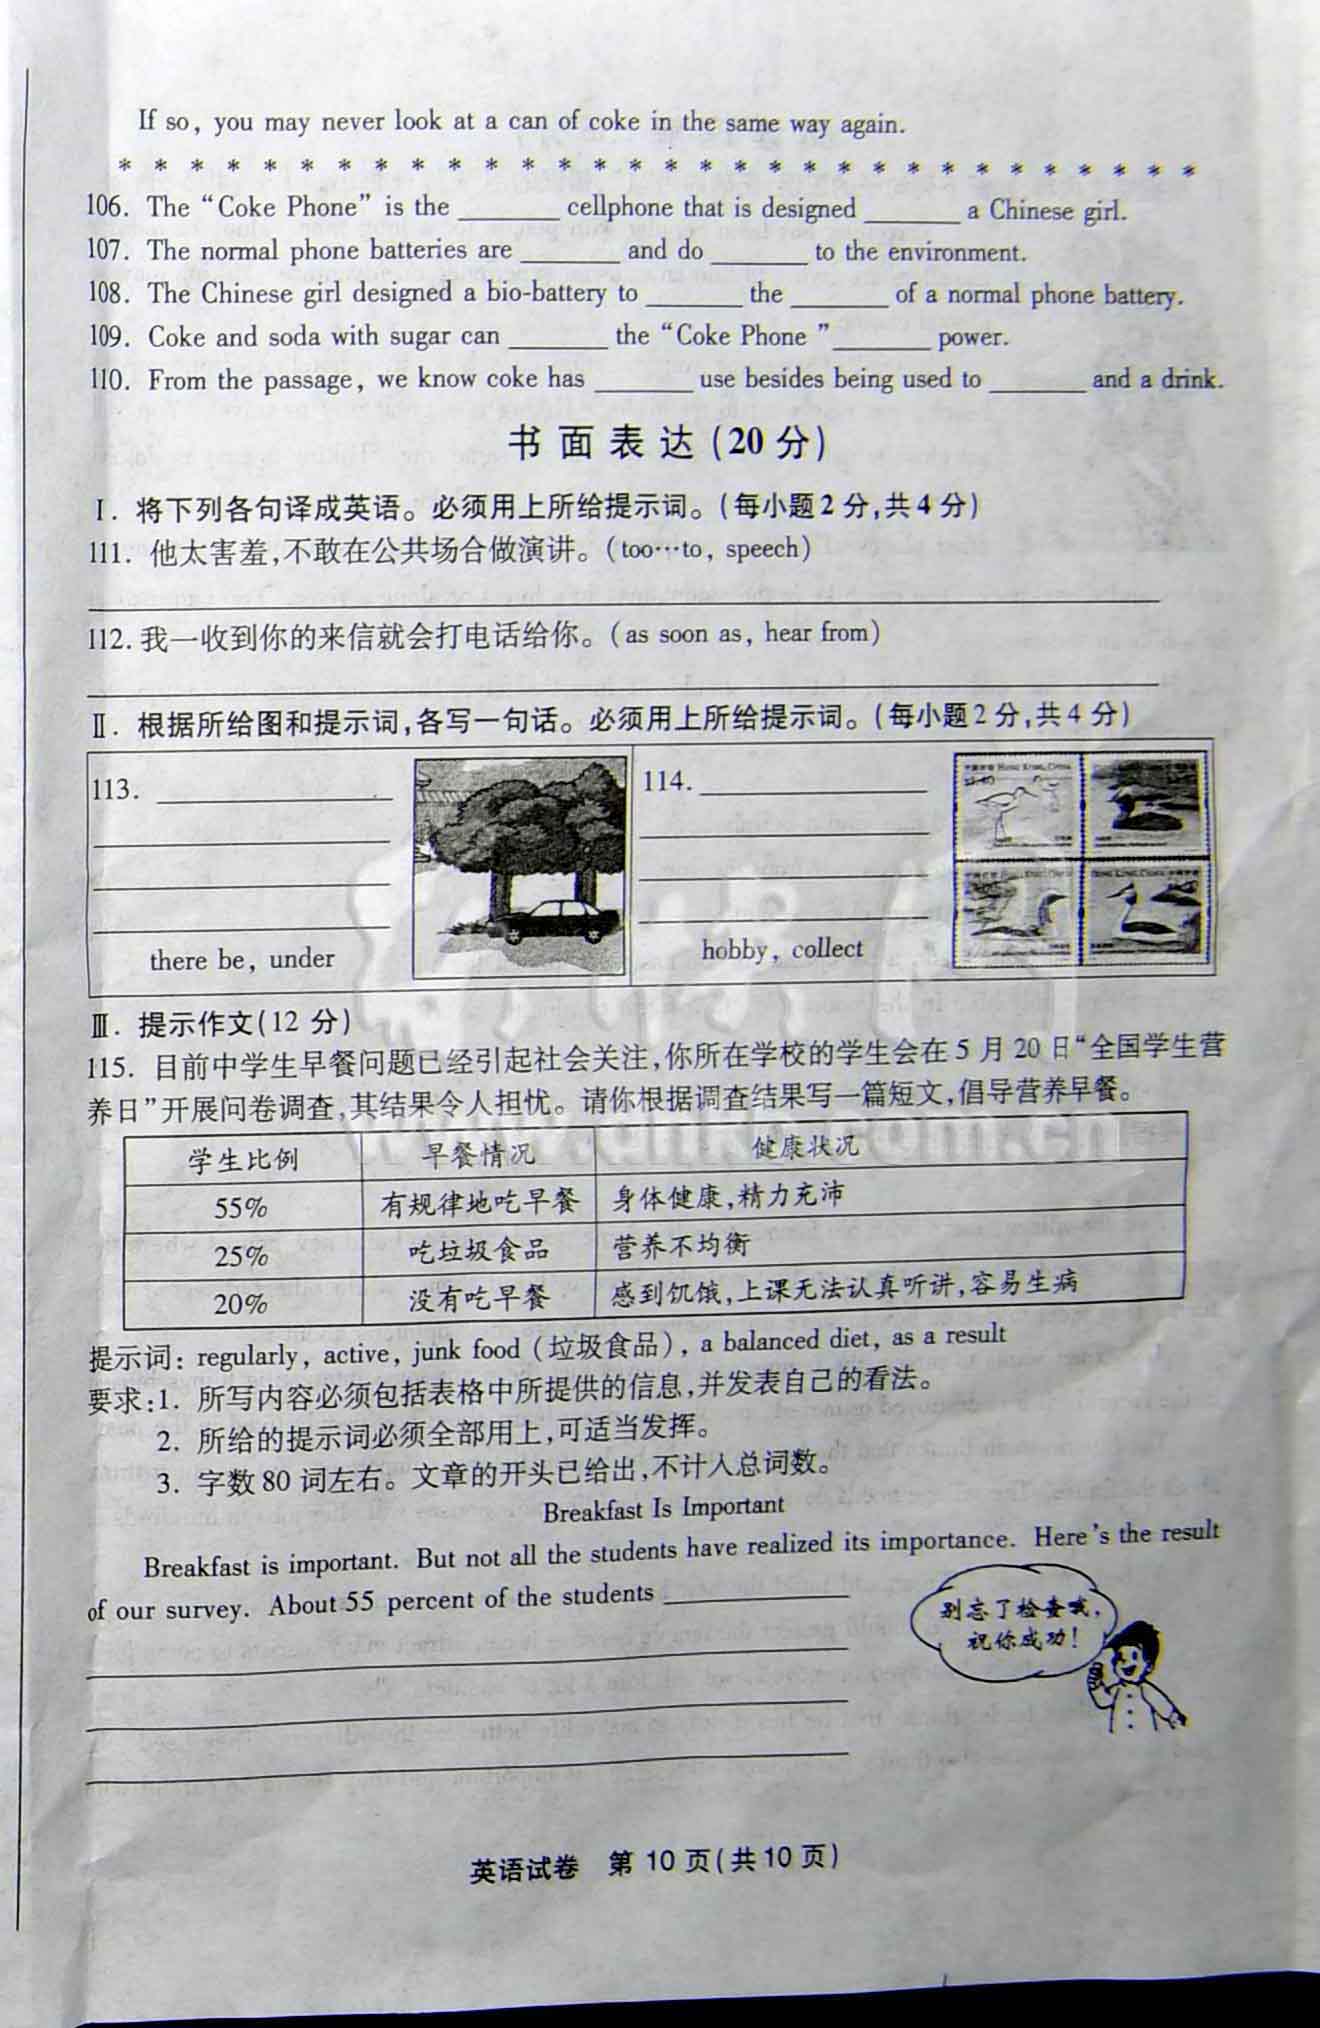 If so, you may never look at a can of coke in the same way again.
* * * * * * * * * * * * * * * * * * * * * * * * * * * * * *
106. The “Coke Phone” is the ______ cellphone that is designed ______ a Chinese girl.
107. The normal phone batteries are ______ and do ______ to the environment.
108. The Chinese girl designed a bio-battery to ______ the ______ of a normal phone battery.
109. Coke and soda with sugar can ______ the “Coke Phone ” ______ power.
110. From the passage, we know coke has ______ use besides being used to ______ and a drink.
书 面 表 达 (20 分)
Ⅰ. 将下列各句译成英语。必须用上所给提示词。(每小题 2 分,共 4 分)
111. 他太害羞,不敢在公共场合做演讲。(too…to, speech)
112. 我一收到你的来信就会打电话给你。(as soon as, hear from)
Ⅱ. 根据所给图和提示词,各写一句话。必须用上所给提示词。(每小题 2 分,共 4 分)
113.
there be, under
114.
hobby, collect
HONG KONG, CHINA
Ⅲ. 提示作文(12 分)
115. 目前中学生早餐问题已经引起社会关注,你所在学校的学生会在 5 月 20 日“全国学生营
养日”开展问卷调查,其结果令人担忧。请你根据调查结果写一篇短文,倡导营养早餐。
学生比例 早餐情况 健康状况
55% 有规律地吃早餐 身体健康,精力充沛
25% 吃垃圾食品 营养不均衡
20% 没有吃早餐 感到饥饿,上课无法认真听讲,容易生病
提示词: regularly, active, junk food (垃圾食品), a balanced diet, as a result
要求:1. 所写内容必须包括表格中所提供的信息,并发表自己的看法。
2. 所给的提示词必须全部用上,可适当发挥。
3. 字数 80 词左右。文章的开头已给出,不计入总词数。
Breakfast Is Important
Breakfast is important. But not all the students have realized its importance. Here’s the result
of our survey. About 55 percent of the students
别忘了检查哦,
祝你成功!
英语试卷 第 10 页(共 10 页)